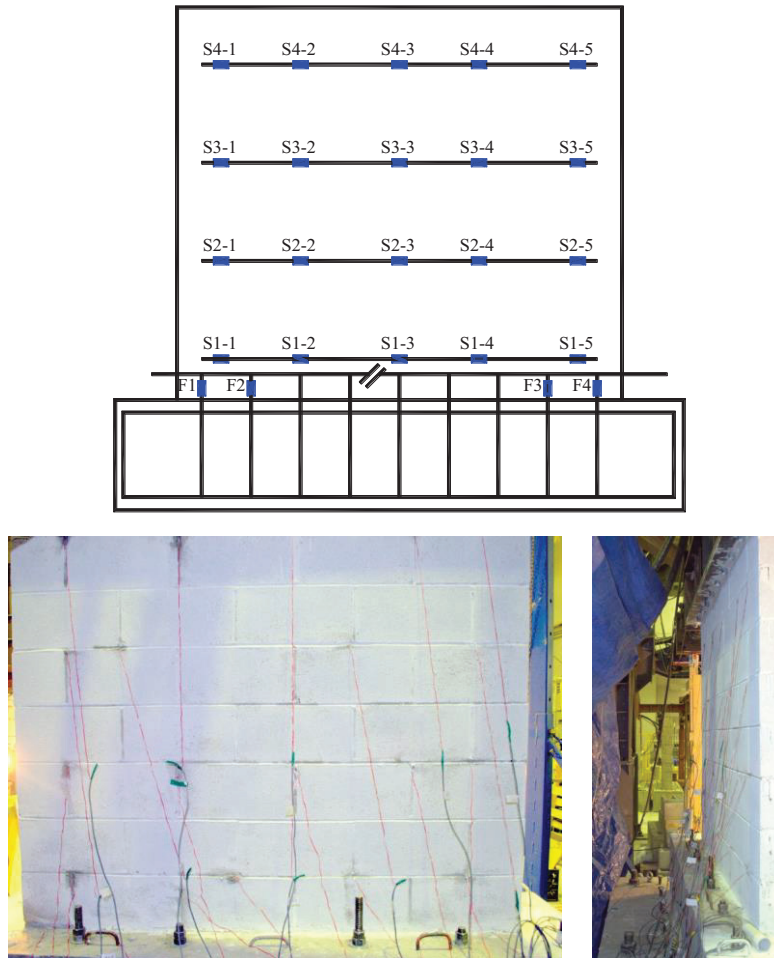 S4-1 S4-2 S4-3 S4-4 S4-5
S3-1 S3-2 S3-3 S3-4 S3-5
S2-1 S2-2 S2-3 S2-4 S2-5
S1-1 S1-2 S1-3 S1-4 S1-5
F1 F2 F3 F4